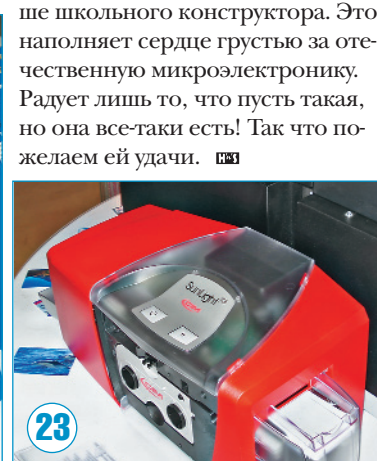 ше школьного конструктора. Это
наполняет сердце грустью за оте-
чественную микроэлектронику.
Радует лишь то, что пусть такая,
но она все-таки есть! Так что по-
желаем ей удачи. H&S
SunLight
23